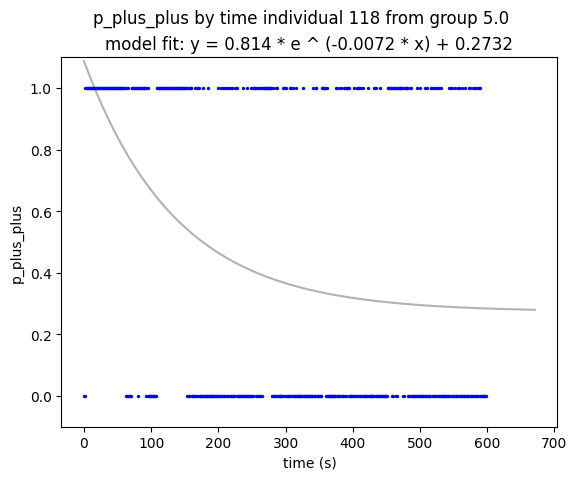 p_plus_plus by time individual 118 from group 5.0
model fit: y = 0.814 * e ^ (-0.0072 * x) + 0.2732
1.0
0.8
0.6
0.4
0.2
0.0
p_plus_plus
0 100 200 300 400 500 600 700
time (s)